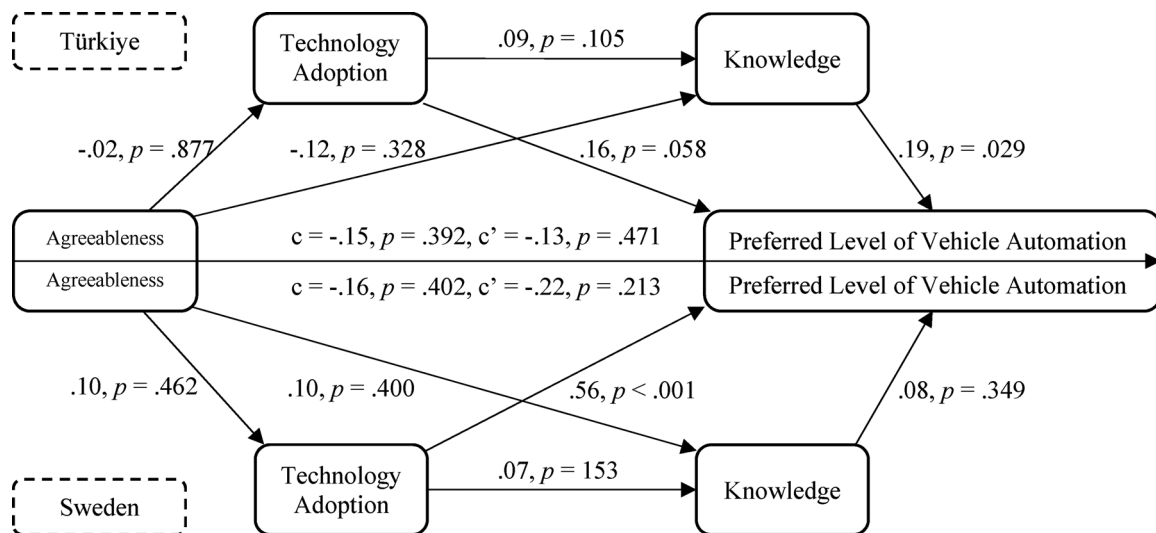 Türkiye
Technology
Adoption
.09, p = .105
Knowledge
-.02, p = .877
-.12, p = .328
.16, p = .058
.19, p = .029
Agreeableness
c = -.15, p = .392, c’ = -.13, p = .471
Preferred Level of Vehicle Automation
Agreeableness
c = -.16, p = .402, c’ = -.22, p = .213
Preferred Level of Vehicle Automation
.10, p = .462
.10, p = .400
.56, p < .001
.08, p = .349
Technology
Adoption
.07, p = 153
Knowledge
Sweden